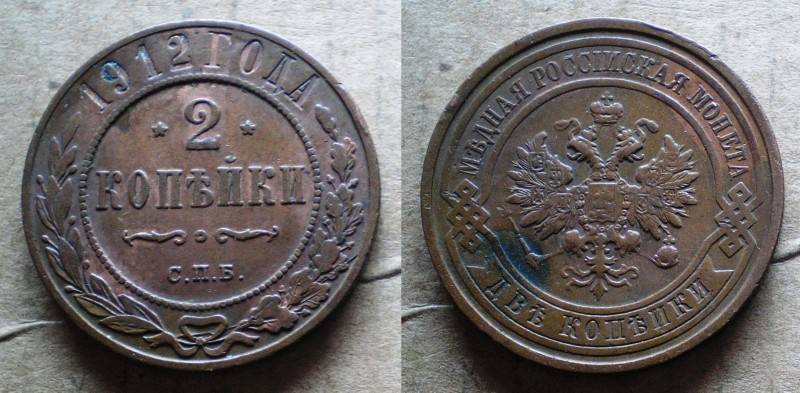 1912 ГОДА
* 2 *
КОПѢЙКИ
С.П.Б.
МѢДНАЯ РОССІЙСКАЯ МОНЕТА
ДВѢ КОПѢЙКИ